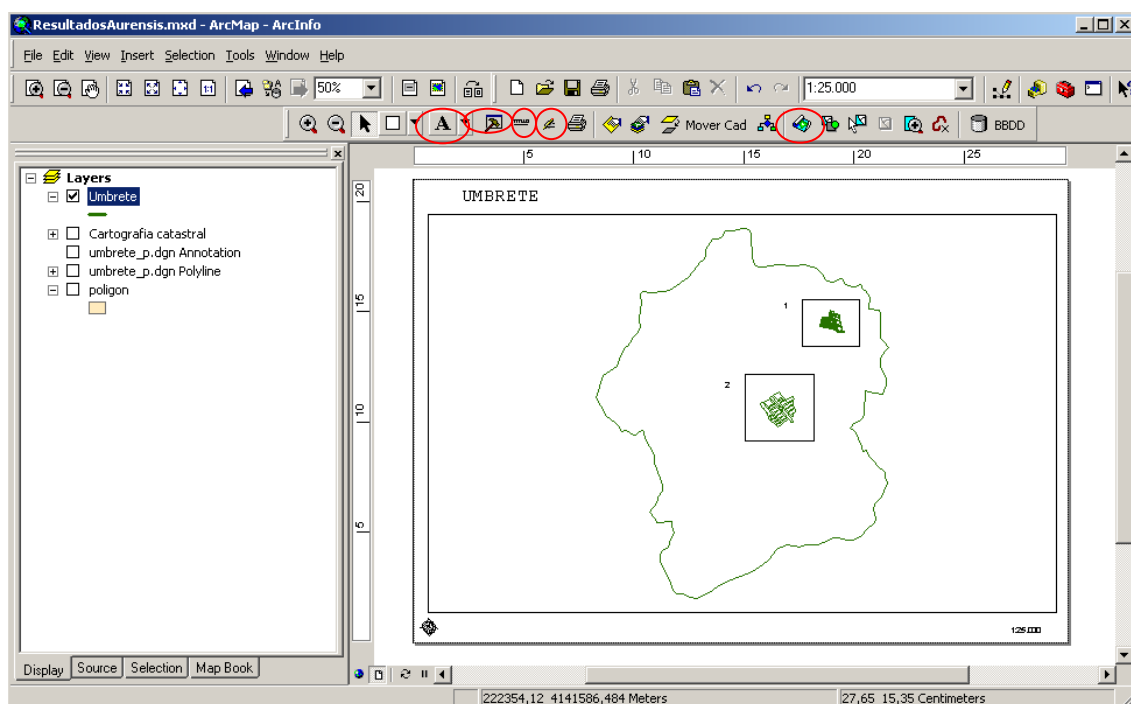 ResultadosAurensis.mxd - ArcMap - ArcInfo
File Edit View Insert Selection Tools Window Help
1:1 50% 1:25.000
A Mover Cad BBDD
Layers
Umbrete
Cartografia catastral
umbrete_p.dgn Annotation
umbrete_p.dgn Polyline
poligon
5 10 15 20 25
20
15
10
5
UMBRETE
1
2
1:25.000
Display Source Selection Map Book
222354,12 4141586,484 Meters 27,65 15,35 Centimeters